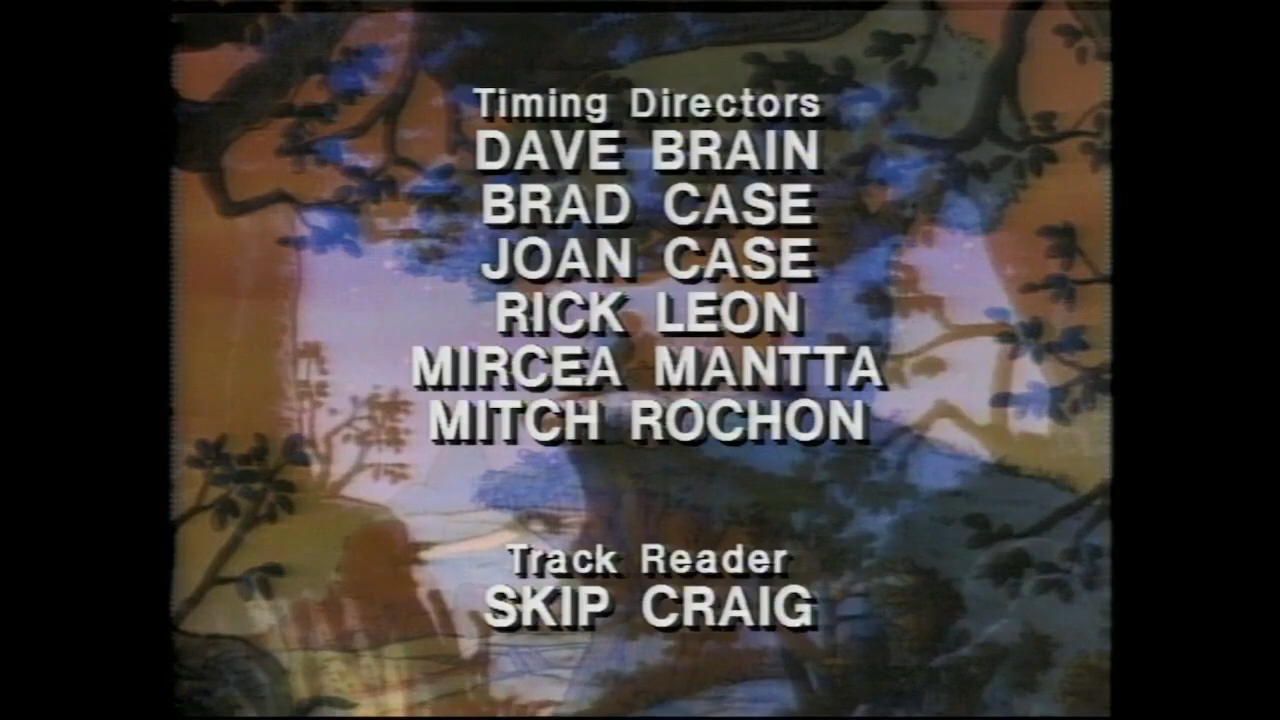 Timing Directors
DAVE BRAIN
BRAD CASE
JOAN CASE
RICK LEON
MIRCEA MANTTA
MITCH ROCHON
Track Reader
SKIP CRAIG